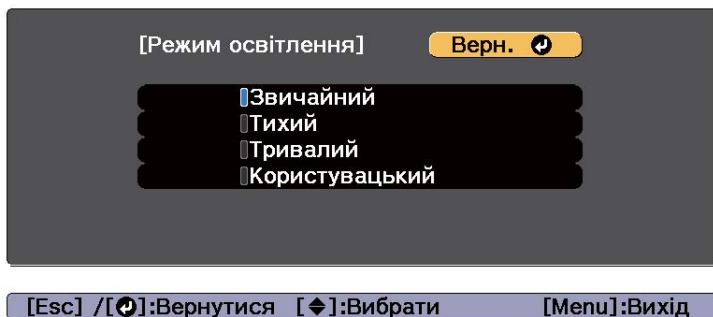 [Режим освітлення] Верн.
Звичайний
Тихий
Тривалий
Користувацький
[Esc] /[ ]:Вернутися [ ]:Вибрати [Menu]:Вихід